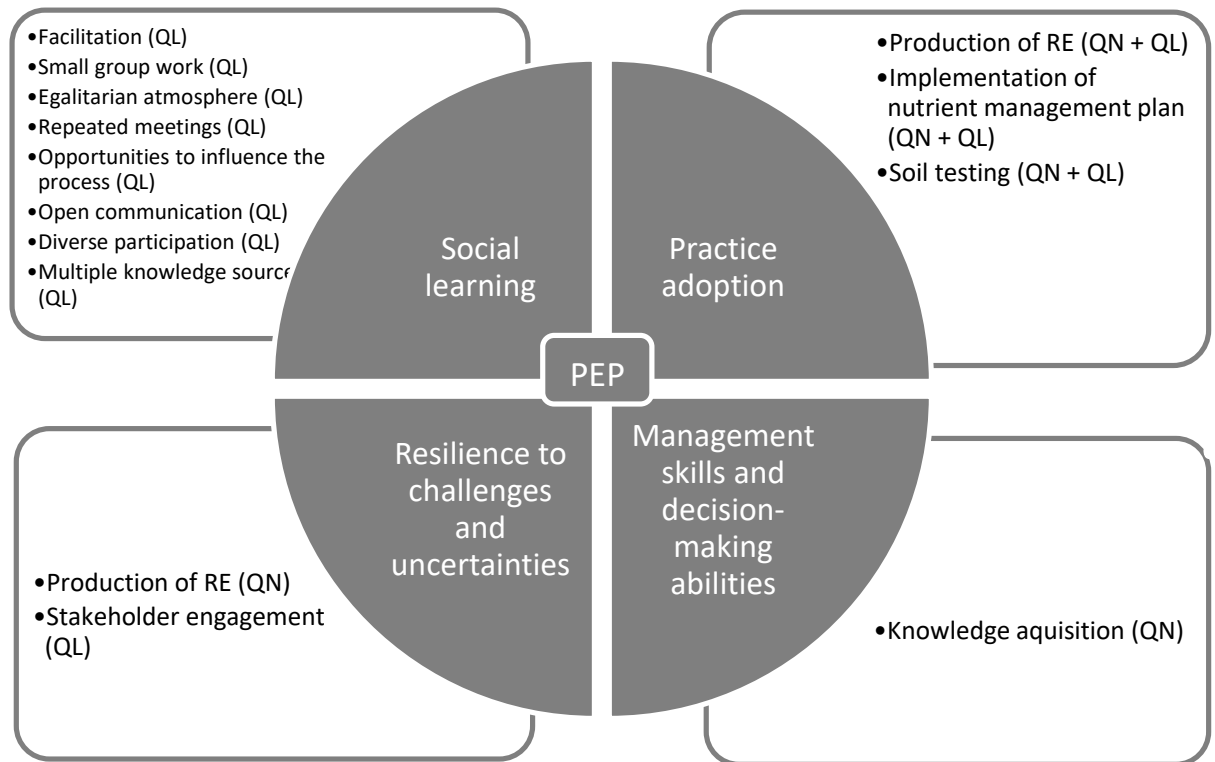 •Facilitation (QL)
•Small group work (QL)
•Egalitarian atmosphere (QL)
•Repeated meetings (QL)
•Opportunities to influence the
process (QL)
•Open communication (QL)
•Diverse participation (QL)
•Multiple knowledge source
(QL)
•Production of RE (QN + QL)
•Implementation of
nutrient management plan
(QN + QL)
•Soil testing (QN + QL)
Social
learning
Practice
adoption
PEP
Resilience to
challenges
and
uncertainties
Management
skills and
decision-
making
abilities
•Production of RE (QN)
•Stakeholder engagement
(QL)
•Knowledge aquisition (QN)